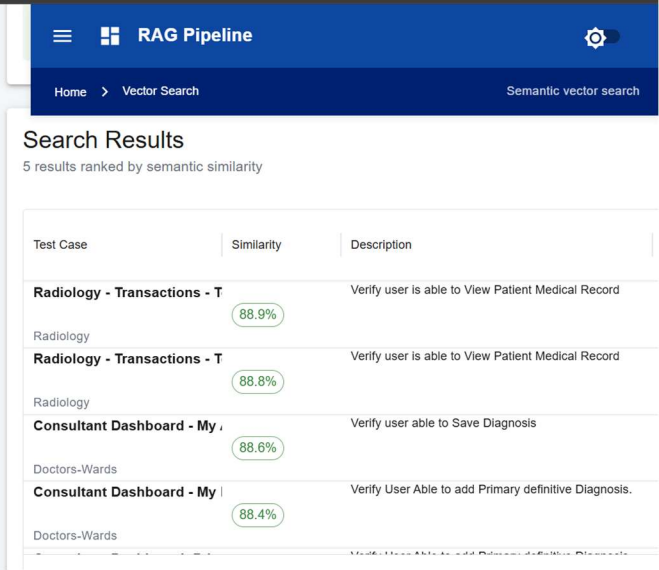 RAG Pipeline
Home > Vector Search Semantic vector search
Search Results
5 results ranked by semantic similarity
Test Case Similarity Description
Radiology - Transactions - T
Verify user is able to View Patient Medical Record
88.9%
Radiology
Radiology - Transactions - T
Verify user is able to View Patient Medical Record
88.8%
Radiology
Consultant Dashboard - My
Verify user able to Save Diagnosis
88.6%
Doctors-Wards
Consultant Dashboard - My
Verify User Able to add Primary definitive Diagnosis.
88.4%
Doctors-Wards